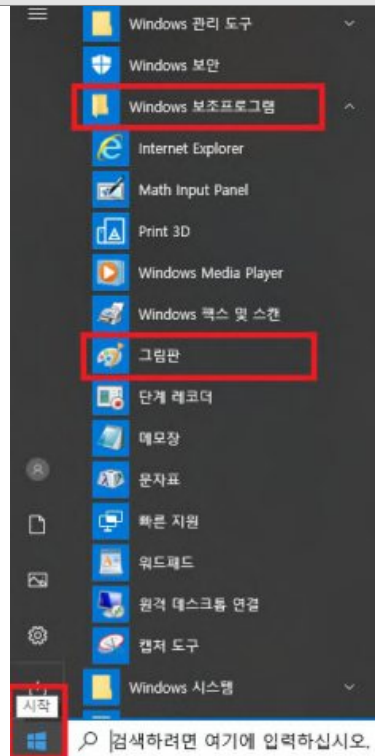 Windows 관리 도구
Windows 보안
Windows 보조프로그램
Internet Explorer
Math Input Panel
Print 3D
Windows Media Player
Windows 팩스 및 스캔
그림판
단계 레코더
메모장
문자표
빠른 지원
워드패드
원격 데스크톱 연결
캡처 도구
Windows 시스템
시작
검색하려면 여기에 입력하십시오.